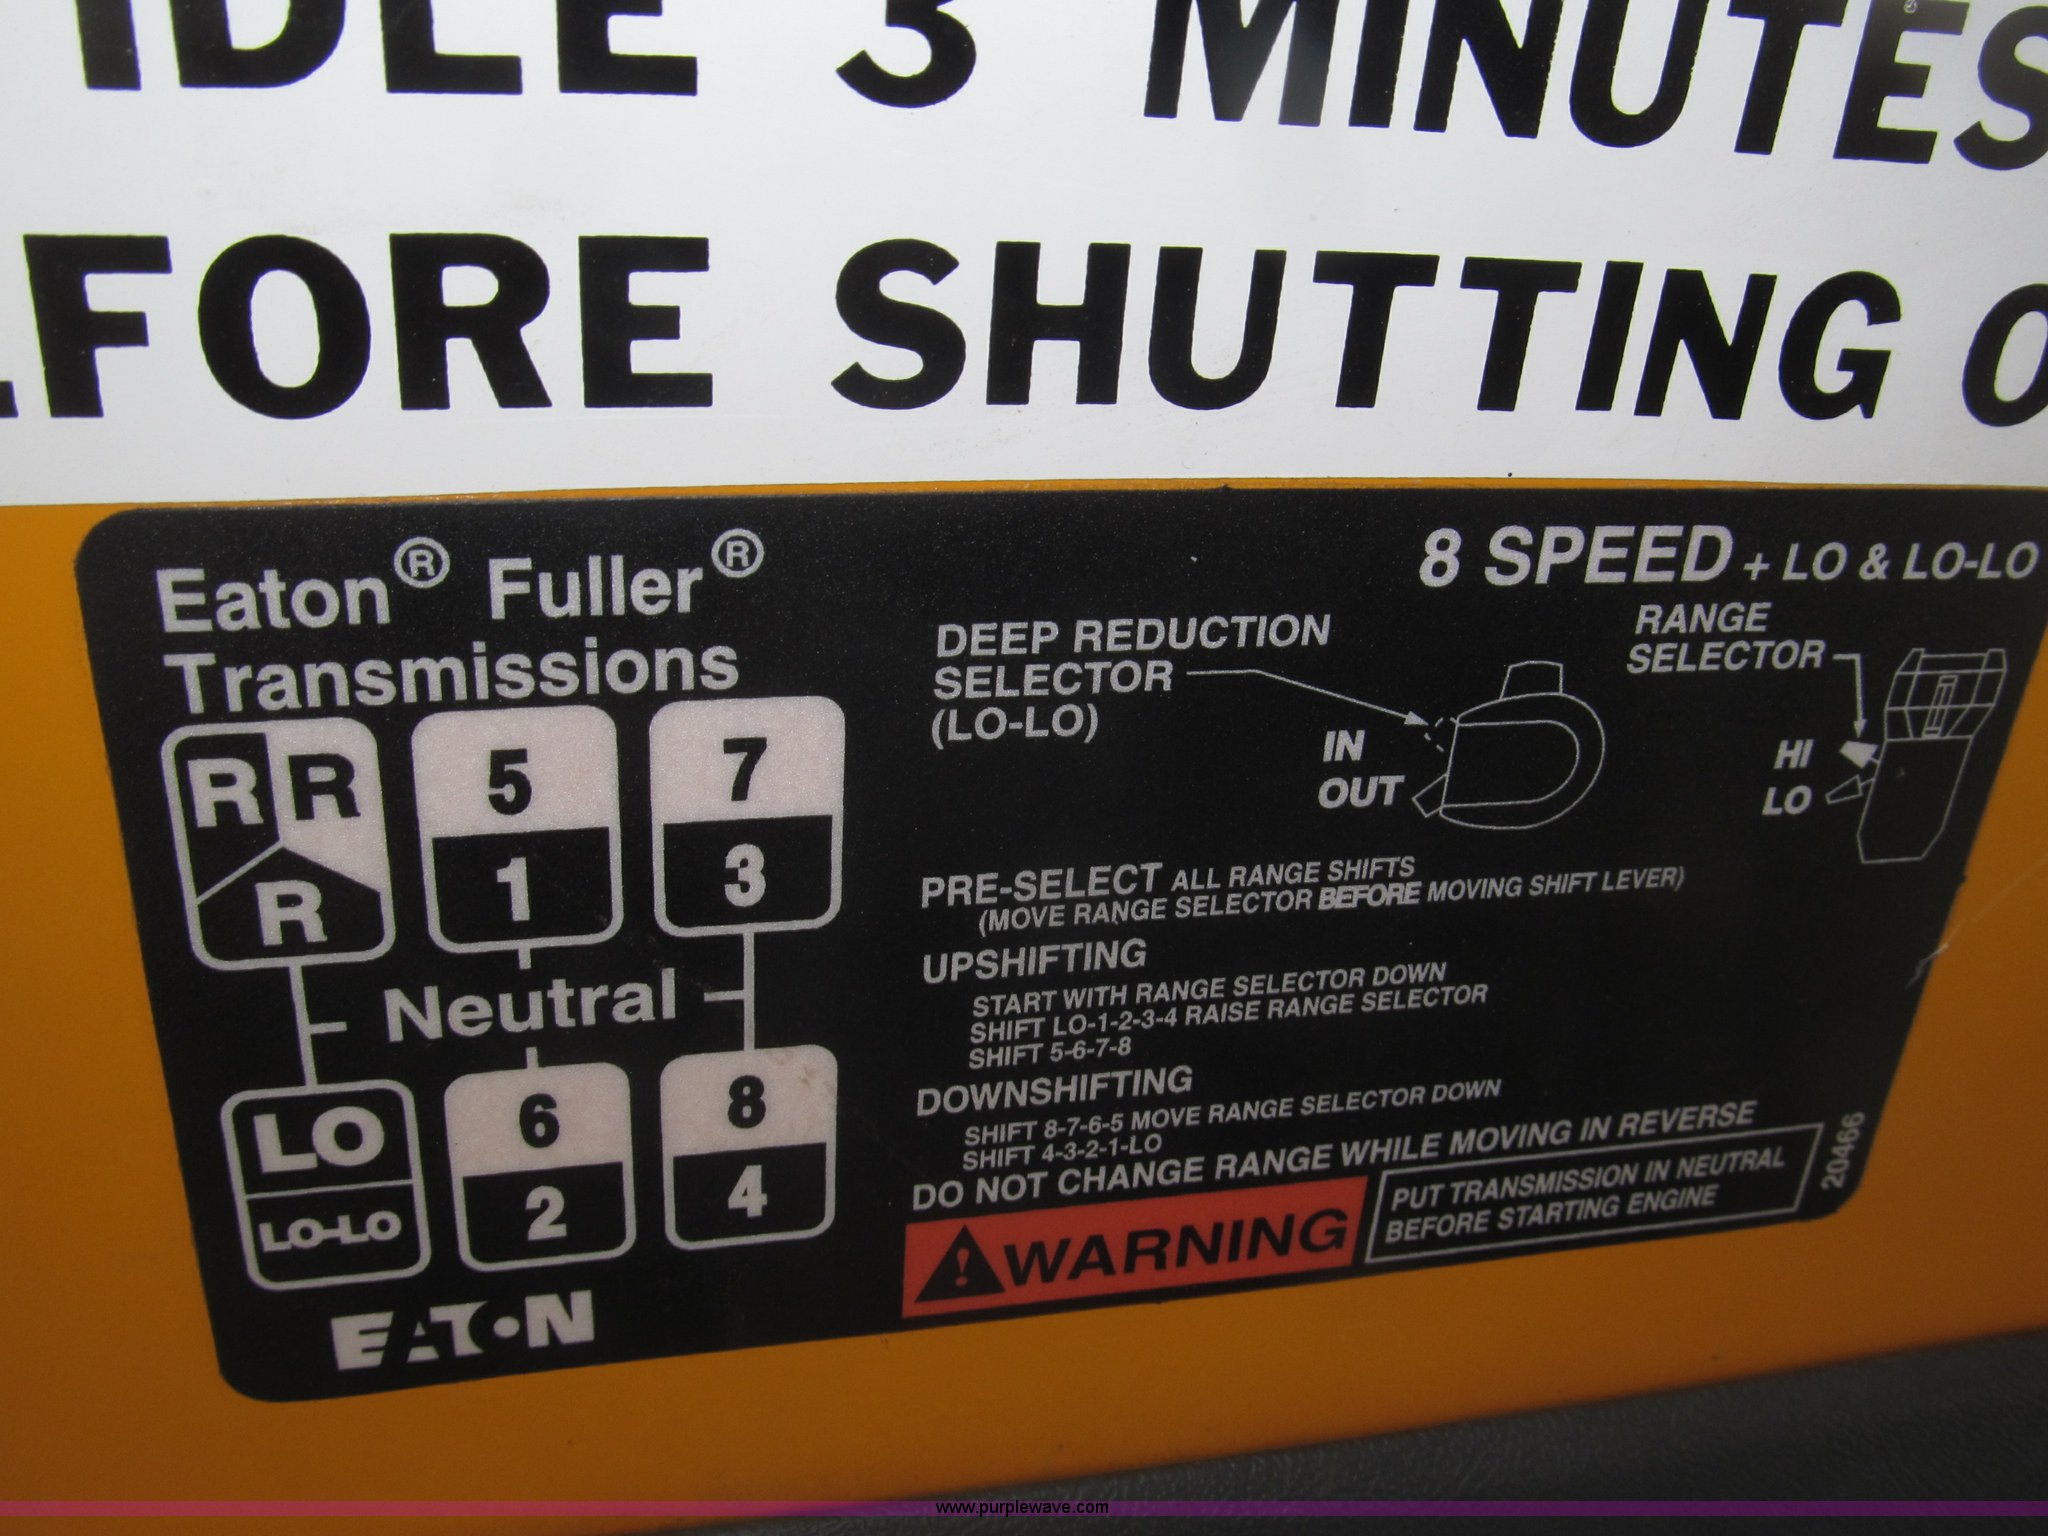 IDLE 3 MINUTES
EFORE SHUTTING O
Eaton® Fuller®
Transmissions
R R
R
5
1
7
3
Neutral
LO
LO-LO
6
2
8
4
EATON
8 SPEED + LO & LO-LO
DEEP REDUCTION
SELECTOR
(LO-LO)
IN
OUT
RANGE
SELECTOR
HI
LO
PRE-SELECT ALL RANGE SHIFTS
(MOVE RANGE SELECTOR BEFORE MOVING SHIFT LEVER)
UPSHIFTING
START WITH RANGE SELECTOR DOWN
SHIFT LO-1-2-3-4 RAISE RANGE SELECTOR
SHIFT 5-6-7-8
DOWNSHIFTING
SHIFT 8-7-6-5 MOVE RANGE SELECTOR DOWN
SHIFT 4-3-2-1-LO
DO NOT CHANGE RANGE WHILE MOVING IN REVERSE
WARNING
PUT TRANSMISSION IN NEUTRAL
BEFORE STARTING ENGINE
20466
www.purplewave.com